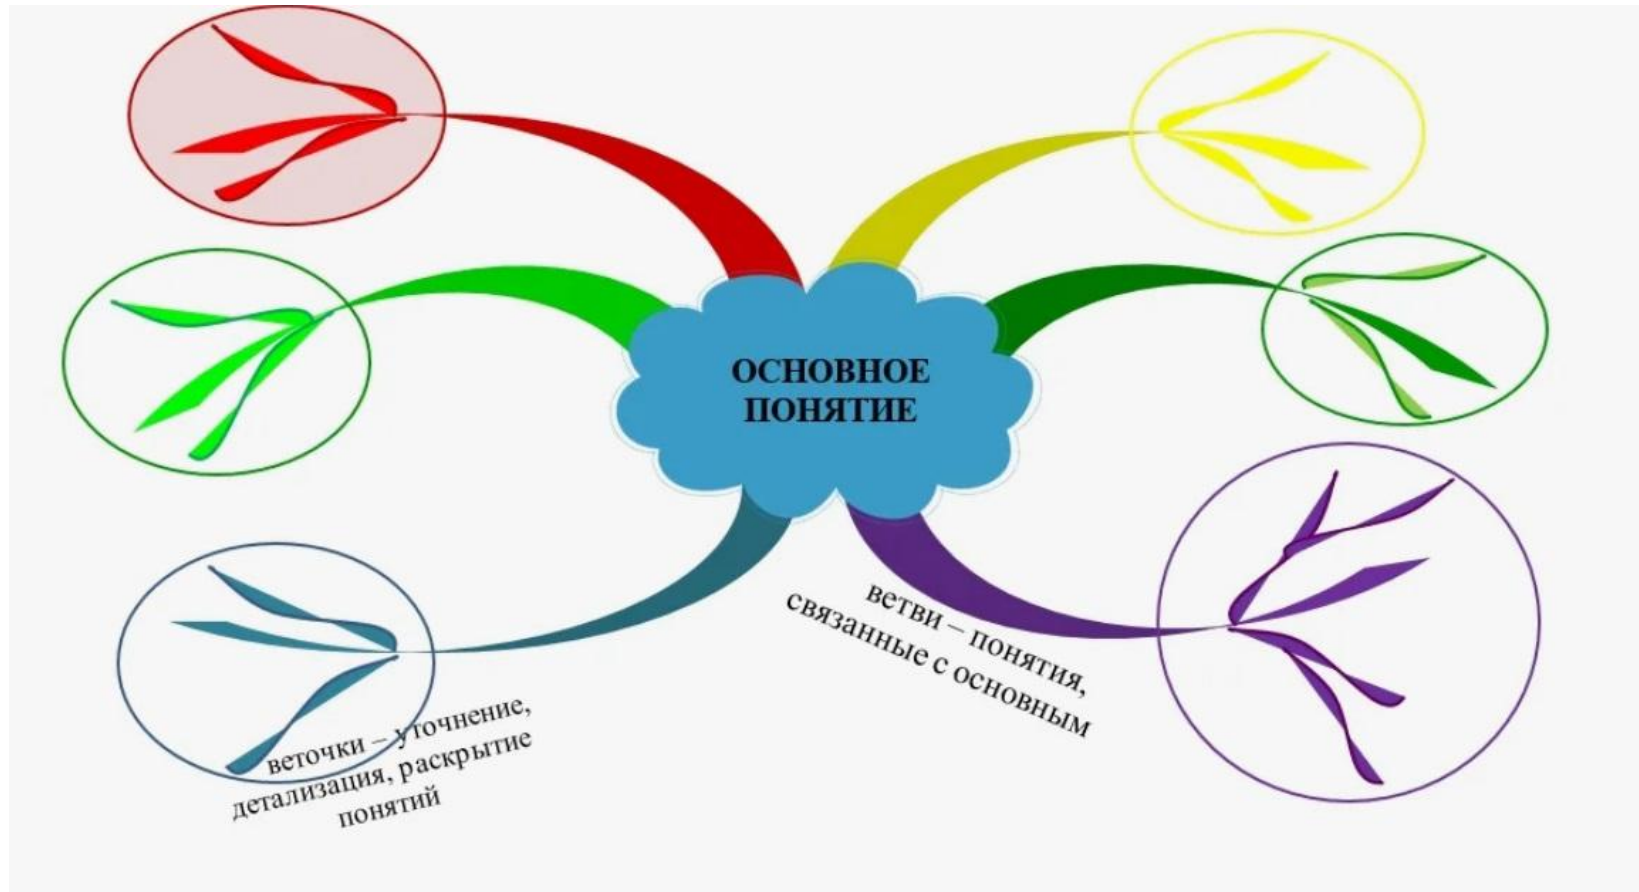 ОСНОВНОЕ
ПОНЯТИЕ
ветви – понятия,
связанные с основным
веточки – уточнение,
детализация, раскрытие
понятий